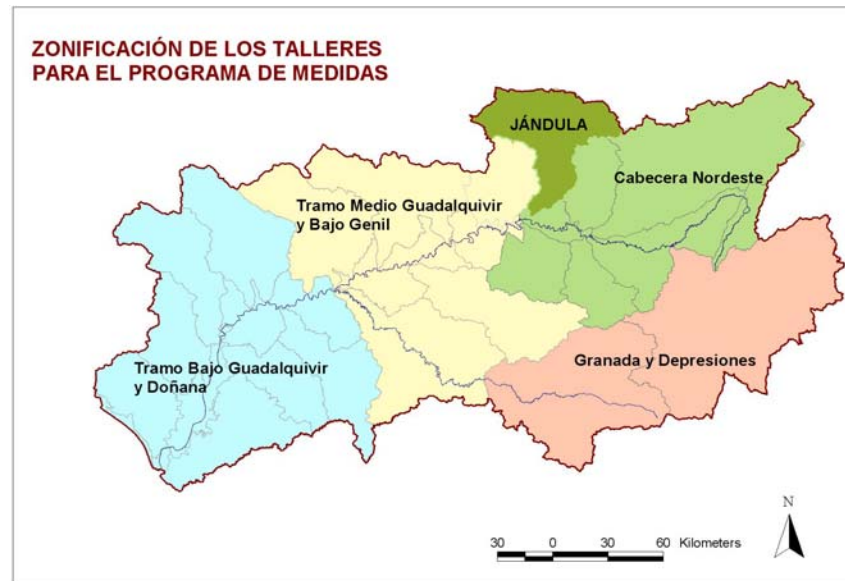 ZONIFICACIÓN DE LOS TALLERES
PARA EL PROGRAMA DE MEDIDAS
JÁNDULA
Cabecera Nordeste
Tramo Medio Guadalquivir
y Bajo Genil
Tramo Bajo Guadalquivir
y Doñana
Granada y Depresiones
N
30 0 30 60 Kilometers